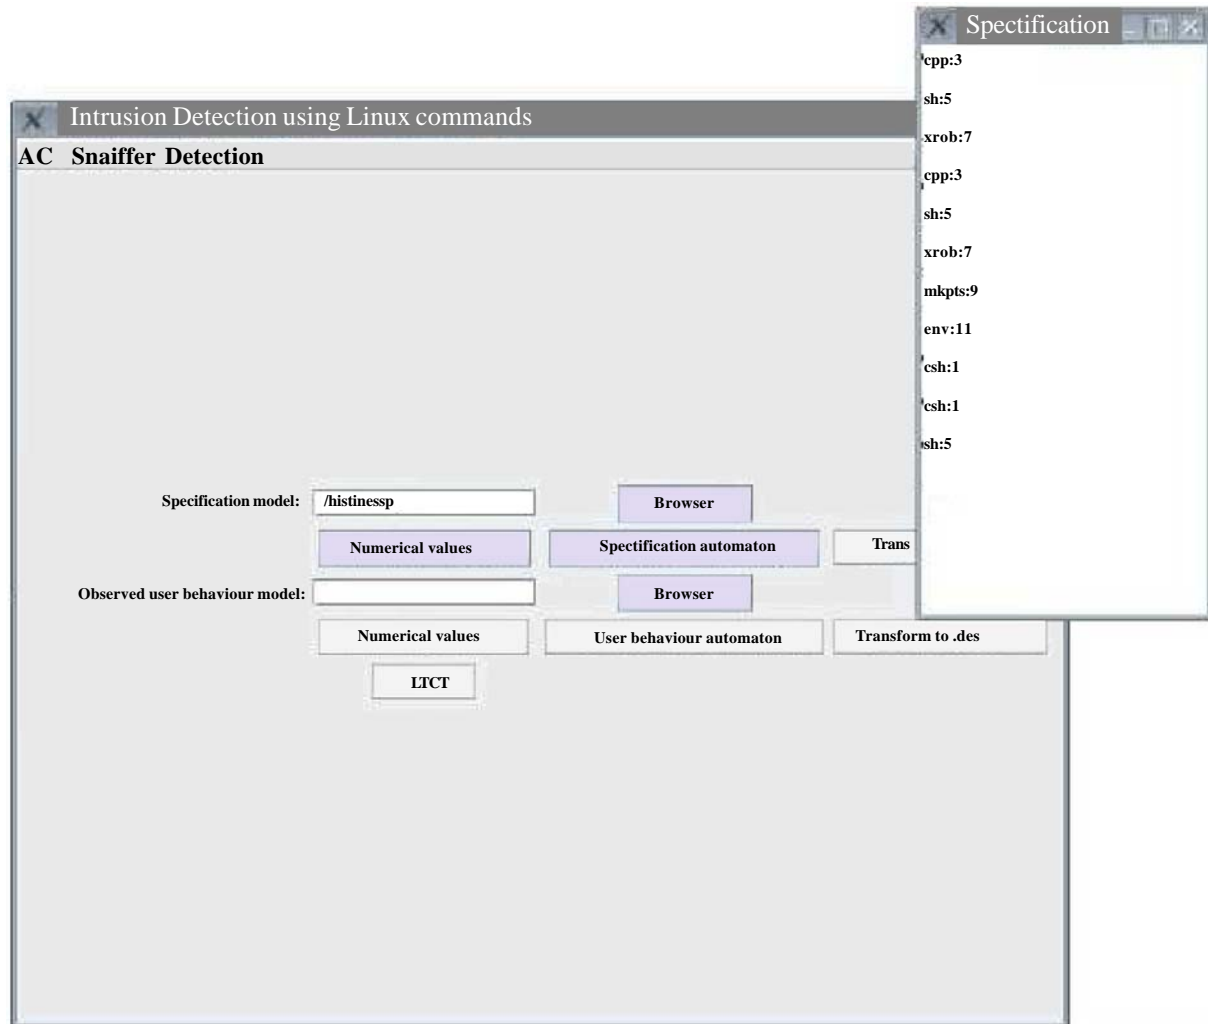 Spectification
cpp:3
sh:5
xrob:7
cpp:3
sh:5
xrob:7
mkpts:9
env:11
csh:1
csh:1
sh:5
Intrusion Detection using Linux commands
AC Snaiffer Detection
Specification model: /histinessp Browser
Numerical values Spectification automaton Trans
Observed user behaviour model: Browser
Numerical values User behaviour automaton Transform to .des
LTCT